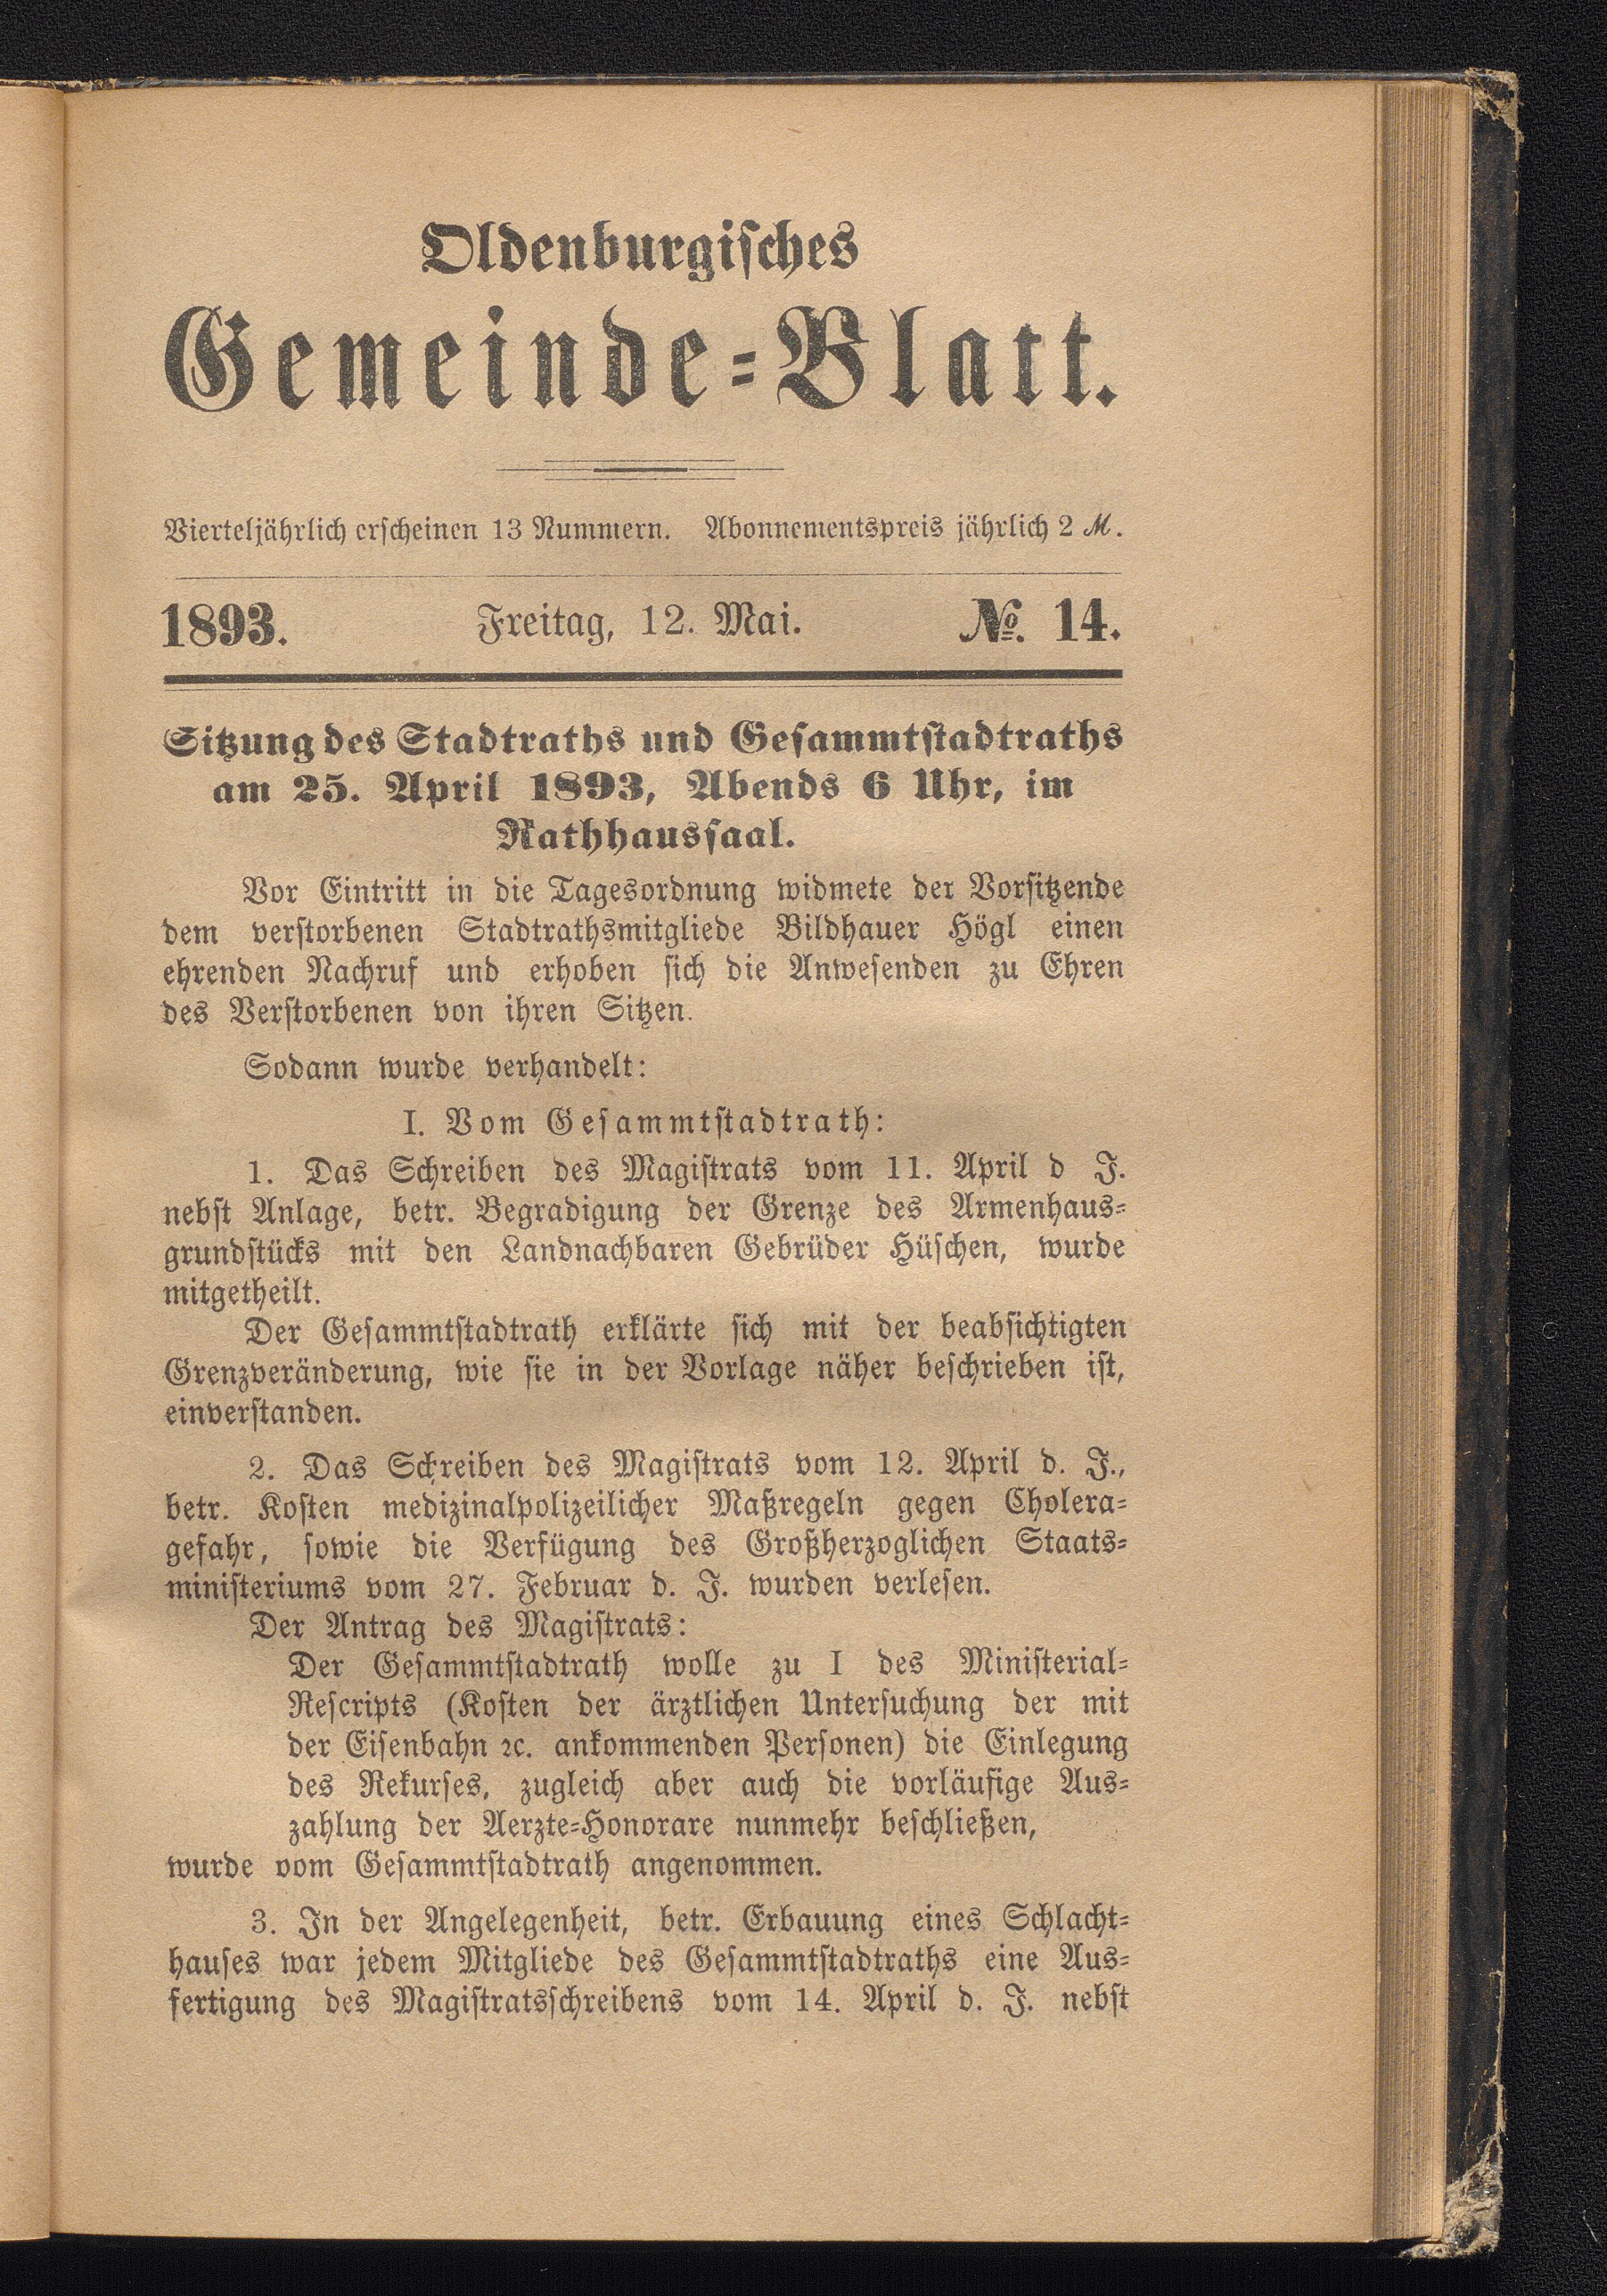 Oldenburgisches
Gemeinde-Blatt.
Vierteljährlich erscheinen 13 Nummern. Abonnementspreis jährlich 2 ℳ.
1893. Freitag, 12. Mai. №. 14.
Sitzung des Stadtraths und Gesammtstadtraths
am 25. April 1893, Abends 6 Uhr, im
Rathhaussaal.
Vor Eintritt in die Tagesordnung widmete der Vorsitzende
dem verstorbenen Stadtrathsmitgliede Bildhauer Högl einen
ehrenden Nachruf und erhoben sich die Anwesenden zu Ehren
des Verstorbenen von ihren Sitzen.
Sodann wurde verhandelt:
I. Vom Gesammtstadtrath:
1. Das Schreiben des Magistrats vom 11. April d J.
nebst Anlage, betr. Begradigung der Grenze des Armenhaus-
grundstücks mit den Landnachbaren Gebrüder Hüschen, wurde
mitgetheilt.
Der Gesammtstadtrath erklärte sich mit der beabsichtigten
Grenzveränderung, wie sie in der Vorlage näher beschrieben ist,
einverstanden.
2. Das Schreiben des Magistrats vom 12. April d. J.,
betr. Kosten medizinalpolizeilicher Maßregeln gegen Cholera-
gefahr, sowie die Verfügung des Großherzoglichen Staats-
ministeriums vom 27. Februar d. J. wurden verlesen.
Der Antrag des Magistrats:
Der Gesammtstadtrath wolle zu I des Ministerial-
Rescripts (Kosten der ärztlichen Untersuchung der mit
der Eisenbahn ꝛc. ankommenden Personen) die Einlegung
des Rekurses, zugleich aber auch die vorläufige Aus-
zahlung der Aerzte-Honorare nunmehr beschließen,
wurde vom Gesammtstadtrath angenommen.
3. In der Angelegenheit, betr. Erbauung eines Schlacht-
hauses war jedem Mitgliede des Gesammtstadtraths eine Aus-
fertigung des Magistratsschreibens vom 14. April d. J. nebst